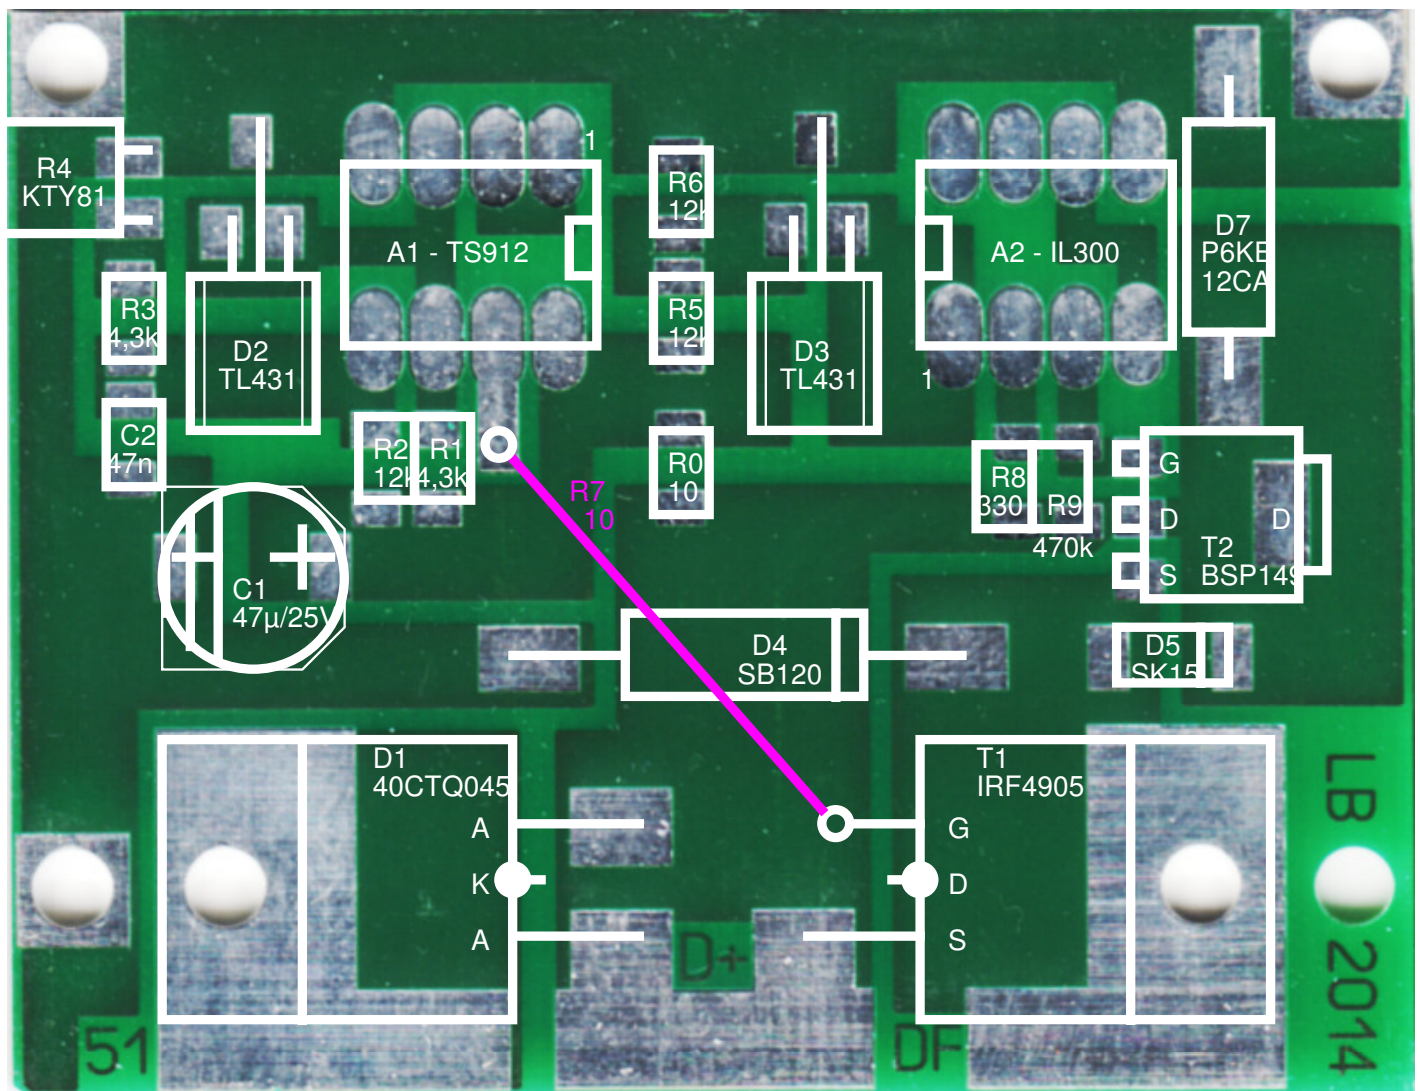 1
R4
KTY81
R6
12k
A1 - TS912
A2 - IL300
D7
P6KE
12CA
R3
4,3k
R5
12k
D2
TL431
D3
TL431
1
C2
47n
R2
12k
R1
4,3k
R0
10
R8
330
R9
470k
G
D
S
D
T2
BSP149
R7
10
C1
47µ/25V
D4
SB120
D5
SK15
D1
40CTQ045
A
K
A
T1
IRF4905
G
D
S
D+
51
DF
LB 2014